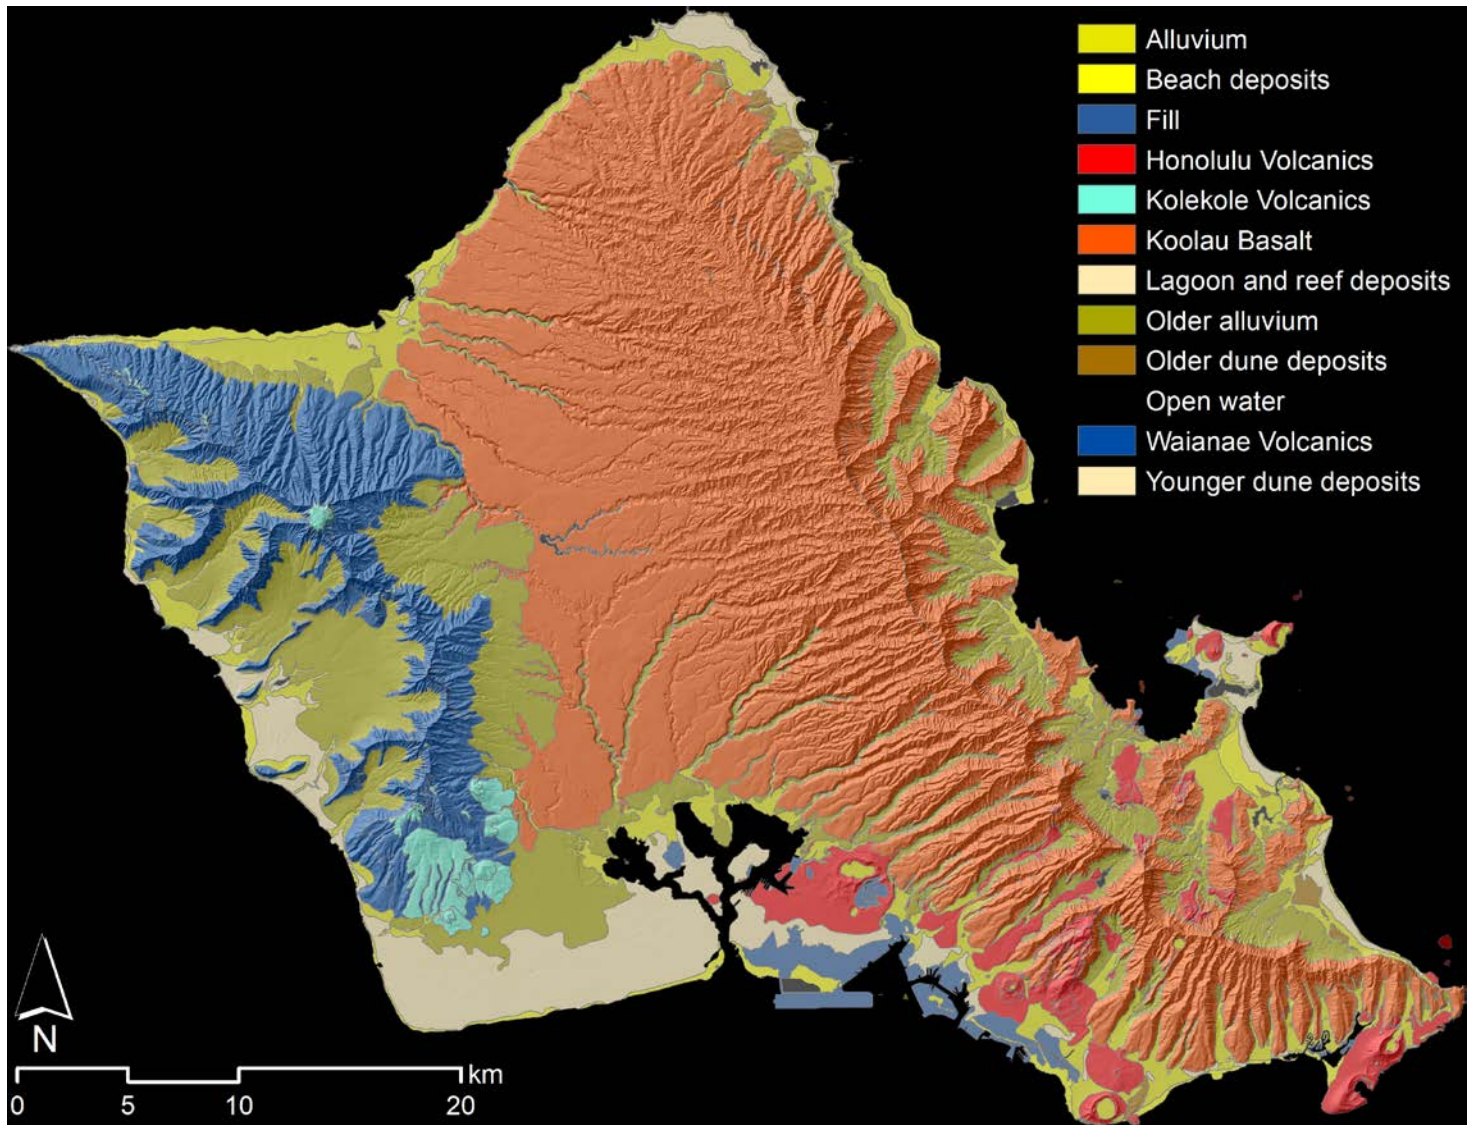 Alluvium
Beach deposits
Fill
Honolulu Volcanics
Kolekole Volcanics
Koolau Basalt
Lagoon and reef deposits
Older alluvium
Older dune deposits
Open water
Waianae Volcanics
Younger dune deposits
N
km
0 5 10 20